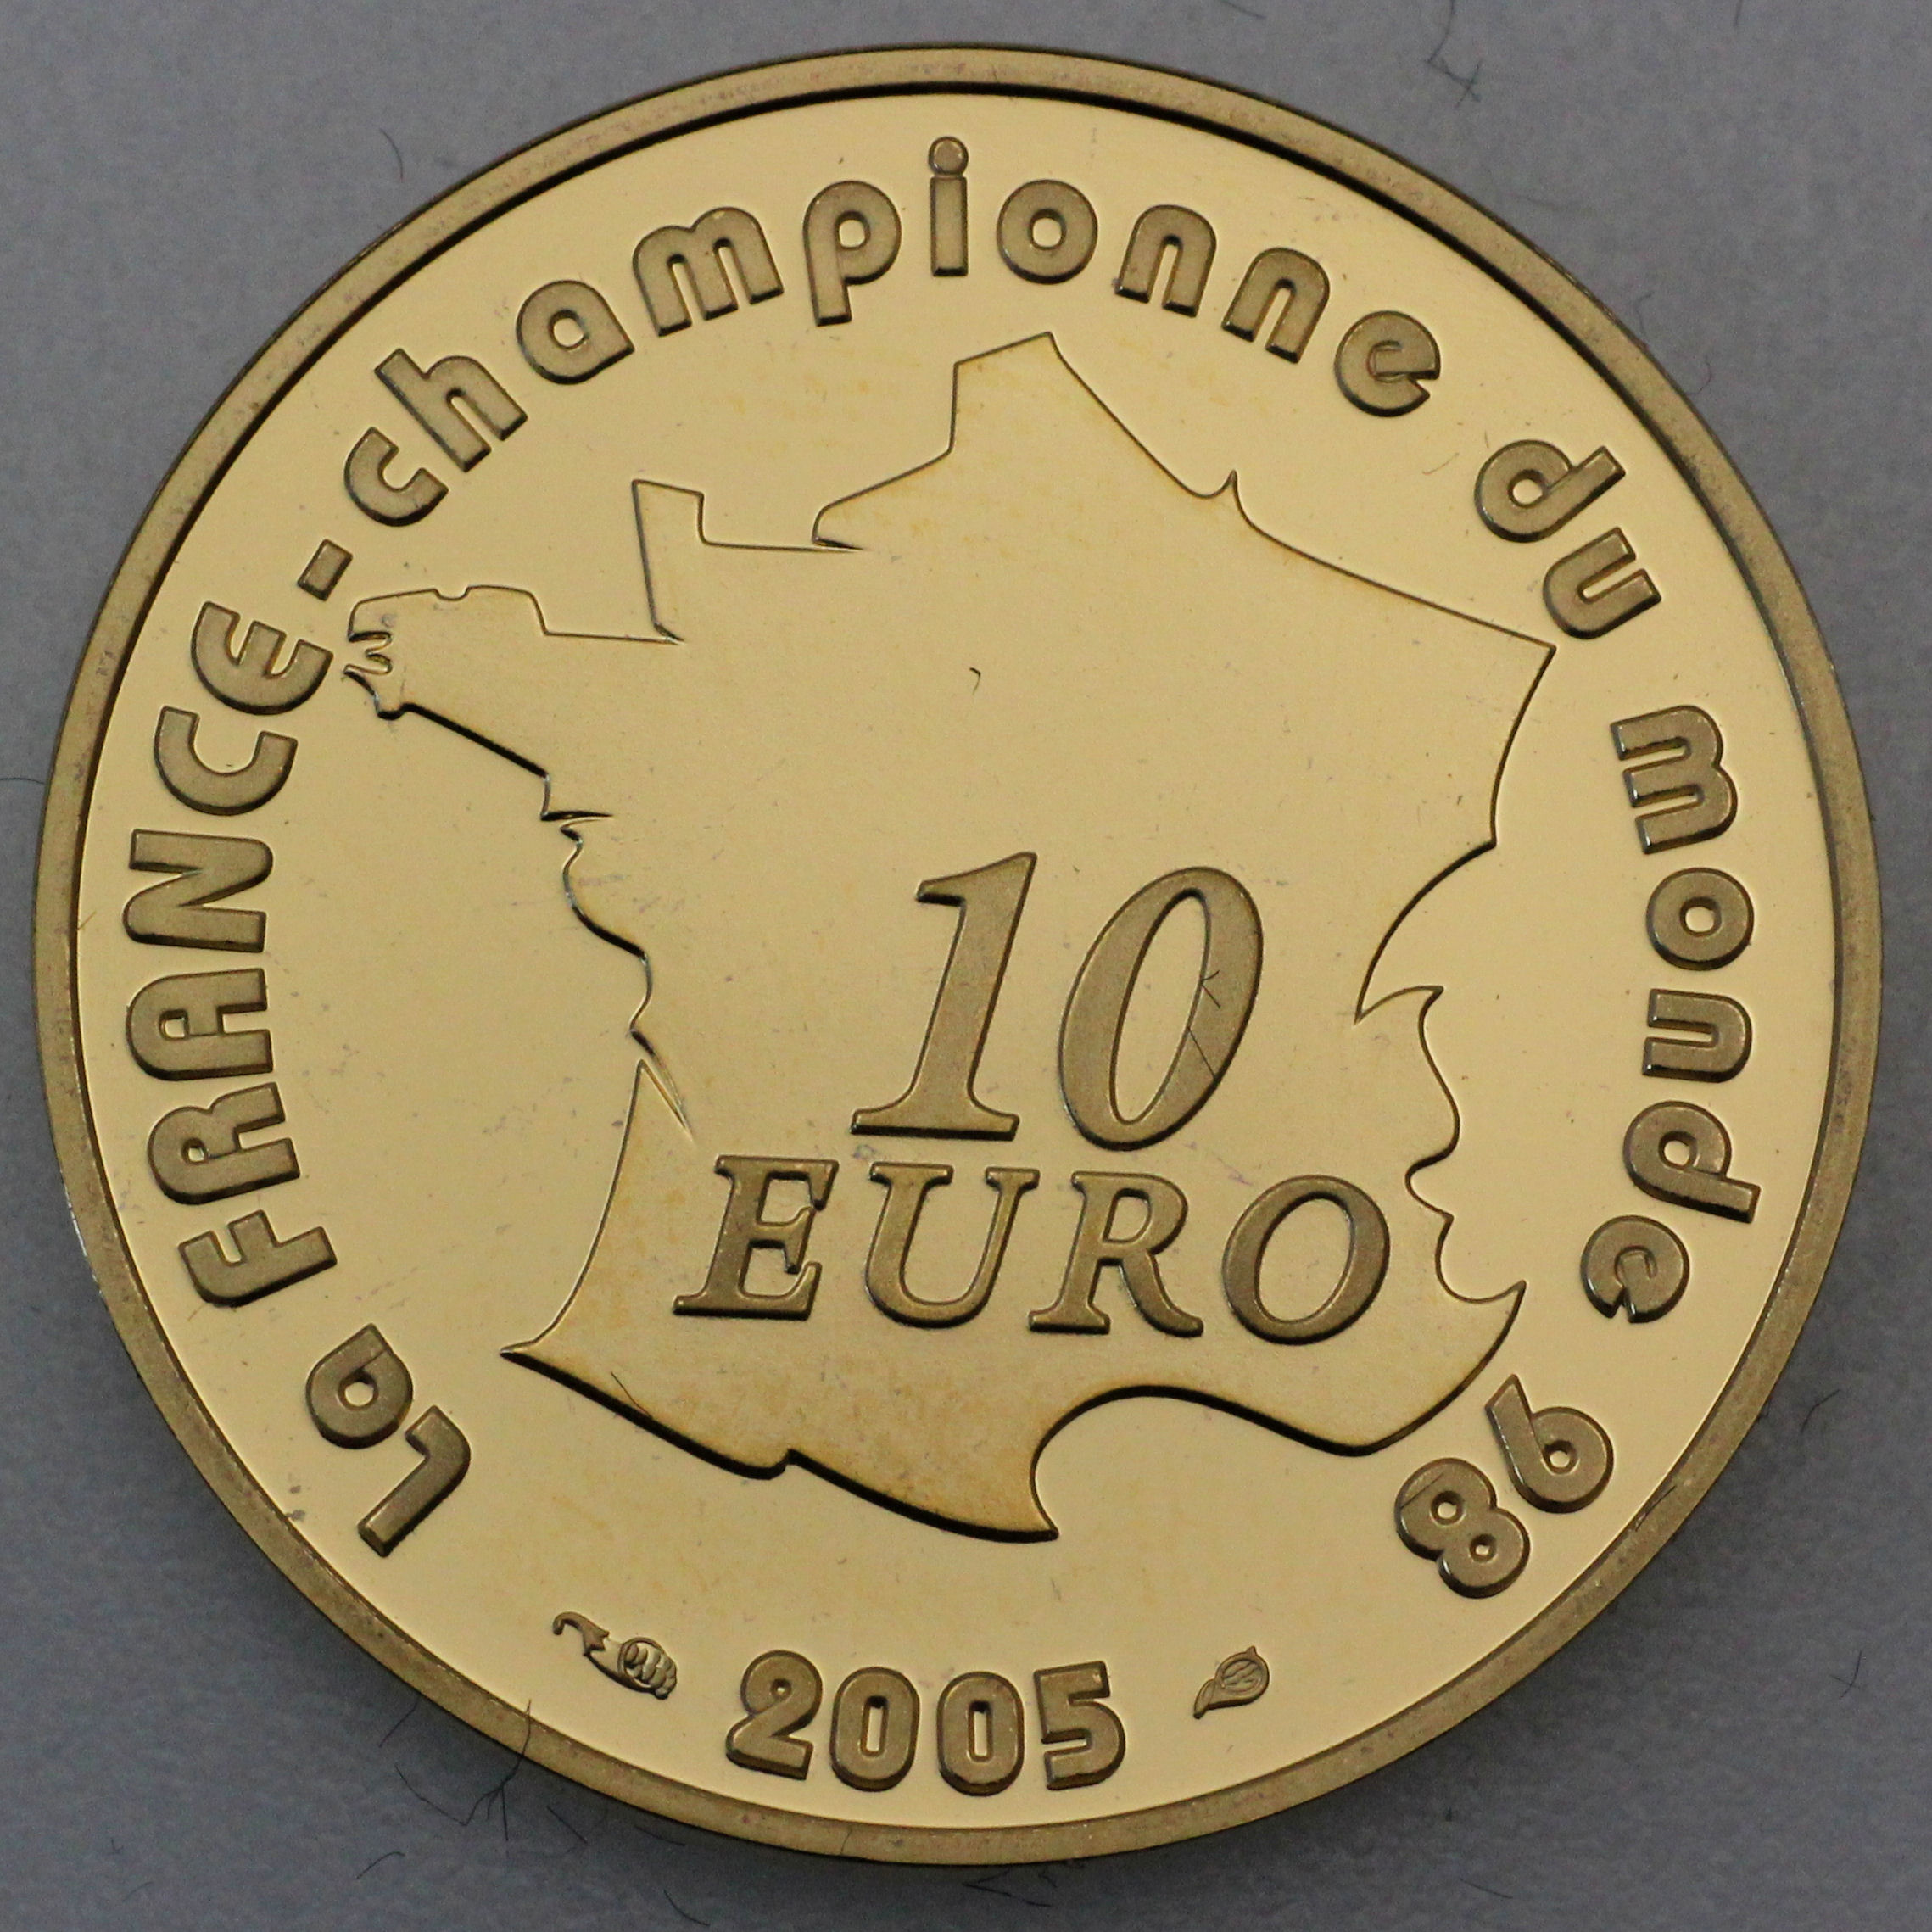 La FRANCE-championne du monde 98
10
EURO
2005